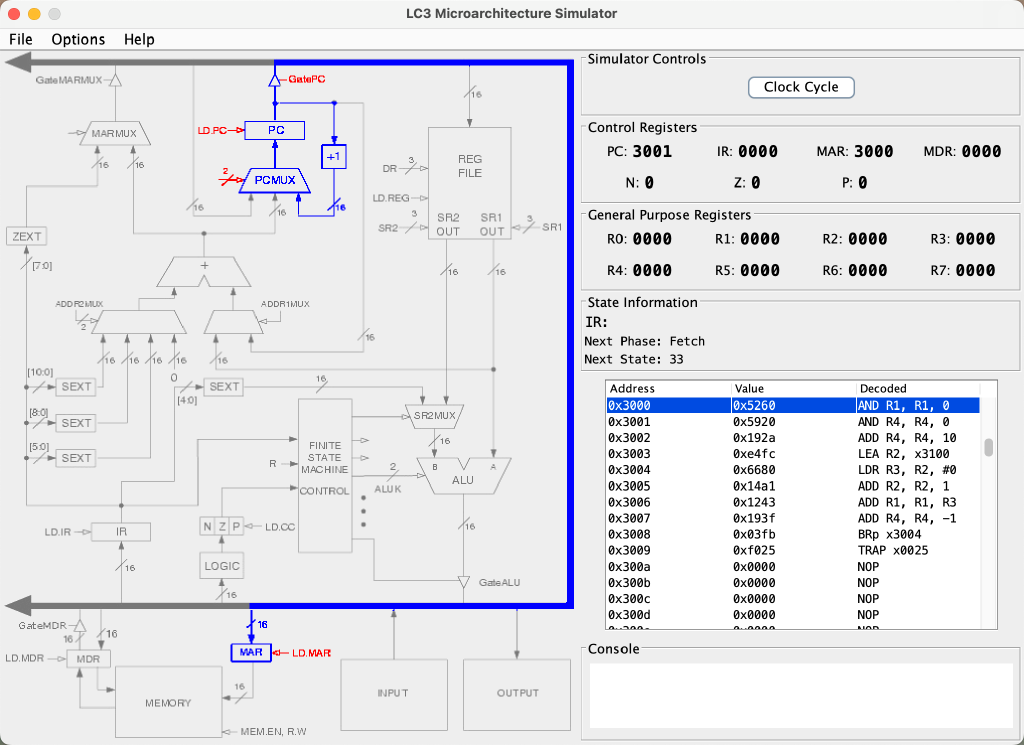 LC3 Microarchitecture Simulator
File Options Help
GateMARMUX
MARMUX
16
16
ZEXT
[7:0]
GatePC
LD.PC
PC
+1
2
PCMUX
16
16
16
16
REG
FILE
DR
3
LD.REG
3
SR2
SR2
OUT
SR1
OUT
3
SR1
16
16
+
ADDR2MUX
2
ADDR1MUX
16
16
16
16
16
16
[10:0]
SEXT
0
SEXT
[4:0]
16
[8:0]
SEXT
[5:0]
SEXT
SR2MUX
16
FINITE
STATE
MACHINE
CONTROL
R
2
ALUK
B
A
ALU
16
LD.IR
IR
16
N Z P
LD.CC
LOGIC
16
GateALU
GateMDR
16
16
LD.MDR
MDR
16
MAR
LD.MAR
16
MEMORY
MEM.EN, R.W
INPUT
OUTPUT
Simulator Controls
Clock Cycle
Control Registers
PC: 3001 IR: 0000 MAR: 3000 MDR: 0000
N: 0 Z: 0 P: 0
General Purpose Registers
R0: 0000 R1: 0000 R2: 0000 R3: 0000
R4: 0000 R5: 0000 R6: 0000 R7: 0000
State Information
IR:
Next Phase: Fetch
Next State: 33
Address Value Decoded
0x3000 0x5260 AND R1, R1, 0
0x3001 0x5920 AND R4, R4, 0
0x3002 0x192a ADD R4, R4, 10
0x3003 0xe4fc LEA R2, x3100
0x3004 0x6680 LDR R3, R2, #0
0x3005 0x14a1 ADD R2, R2, 1
0x3006 0x1243 ADD R1, R1, R3
0x3007 0x193f ADD R4, R4, -1
0x3008 0x03fb BRp x3004
0x3009 0xf025 TRAP x0025
0x300a 0x0000 NOP
0x300b 0x0000 NOP
0x300c 0x0000 NOP
0x300d 0x0000 NOP
Console